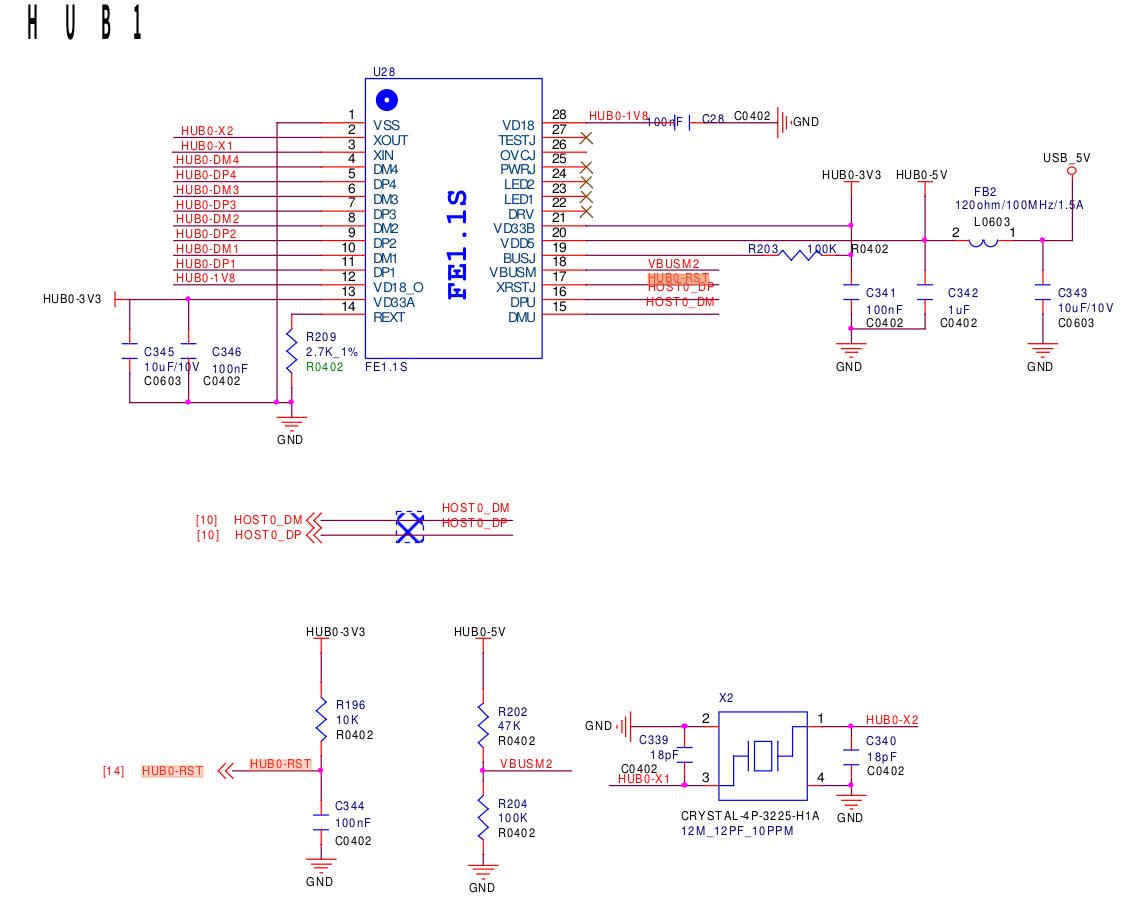 HUB1
U28
1 VSS
HUB0-X2 2 XOUT
HUB0-X1 3 XIN
HUB0-DM4 4 DM4
HUB0-DP4 5 DP4
HUB0-DM3 6 DM3
HUB0-DP3 7 DP3
HUB0-DM2 8 DM2
HUB0-DP2 9 DP2
HUB0-DM1 10 DM1
HUB0-DP1 11 DP1
HUB0-1V8 12 VD18_O
HUB0-3V3 13 VD33A
14 REXT
FE1.1S
VD18 28 HUB0-1V8 100nF C28 C0402 GND
TESTJ 27
OVCJ 26
PWRJ 25
LED2 24
LED1 23
DRV 22
VD33B 21
VDD5 20
BUSJ 19 R203 100K R0402
VBUSM 18 VBUSM2
XRSTJ 17 HUB0-RST
DPU 16 HOST0_DP
DMU 15 HOST0_DM
FE1.1S
HUB0-3V3 HUB0-5V USB_5V
FB2
120ohm/100MHz/1.5A
L0603
2 1
C341
100nF
C0402
C342
1uF
C0402
C343
10uF/10V
C0603
GND GND
C345
10uF/10V
C0603
C346
100nF
C0402
R209
2.7K_1%
R0402
GND
[10] HOST0_DM HOST0_DM
[10] HOST0_DP HOST0_DP
HUB0-3V3
R196
10K
R0402
[14] HUB0-RST HUB0-RST
C344
100nF
C0402
GND
HUB0-5V
R202
47K
R0402
VBUSM2
R204
100K
R0402
GND
X2
GND 2 1 HUB0-X2
C339
18pF
C0402
C340
18pF
C0402
HUB0-X1 3 4
GND
CRYSTAL-4P-3225-H1A
12M_12PF_10PPM